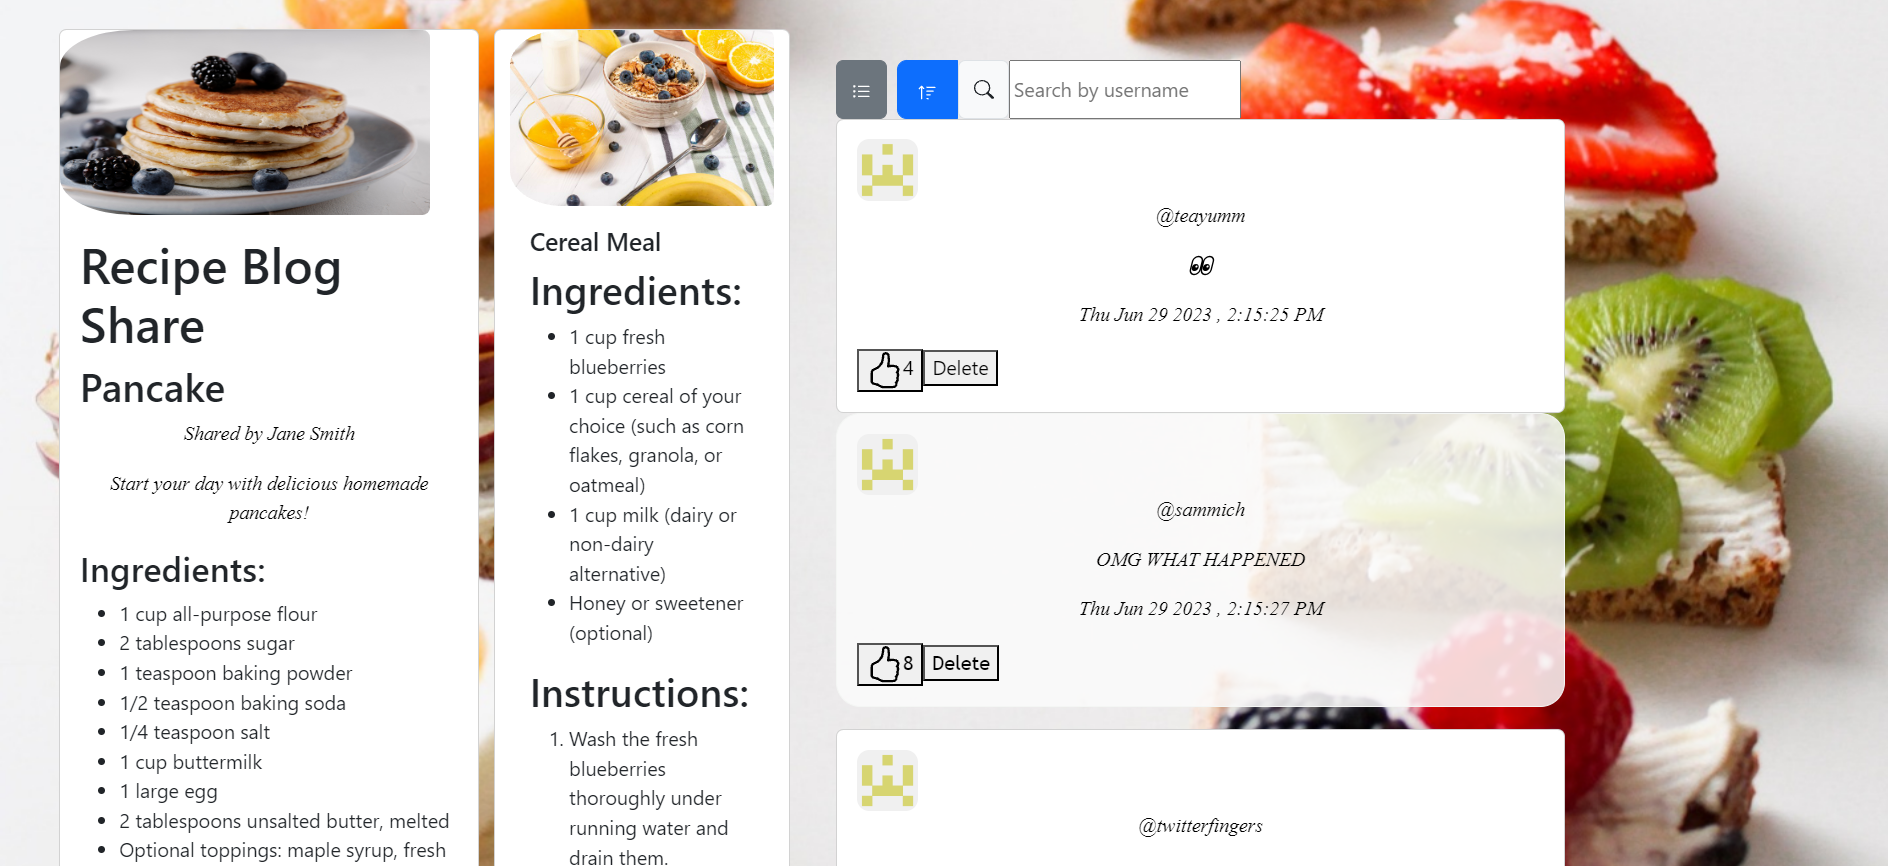 Recipe Blog
Share
Pancake
Shared by Jane Smith
Start your day with delicious homemade
pancakes!
Ingredients:
1 cup all-purpose flour
2 tablespoons sugar
1 teaspoon baking powder
1/2 teaspoon baking soda
1/4 teaspoon salt
1 cup buttermilk
1 large egg
2 tablespoons unsalted butter, melted
Optional toppings: maple syrup, fresh
Cereal Meal
Ingredients:
1 cup fresh
blueberries
1 cup cereal of your
choice (such as corn
flakes, granola, or
oatmeal)
1 cup milk (dairy or
non-dairy
alternative)
Honey or sweetener
(optional)
Instructions:
1. Wash the fresh
blueberries
thoroughly under
running water and
drain them.
Search by username
@teayumm
👀
Thu Jun 29 2023 , 2:15:25 PM
4 Delete
@sammich
OMG WHAT HAPPENED
Thu Jun 29 2023 , 2:15:27 PM
8 Delete
@twitterfingers